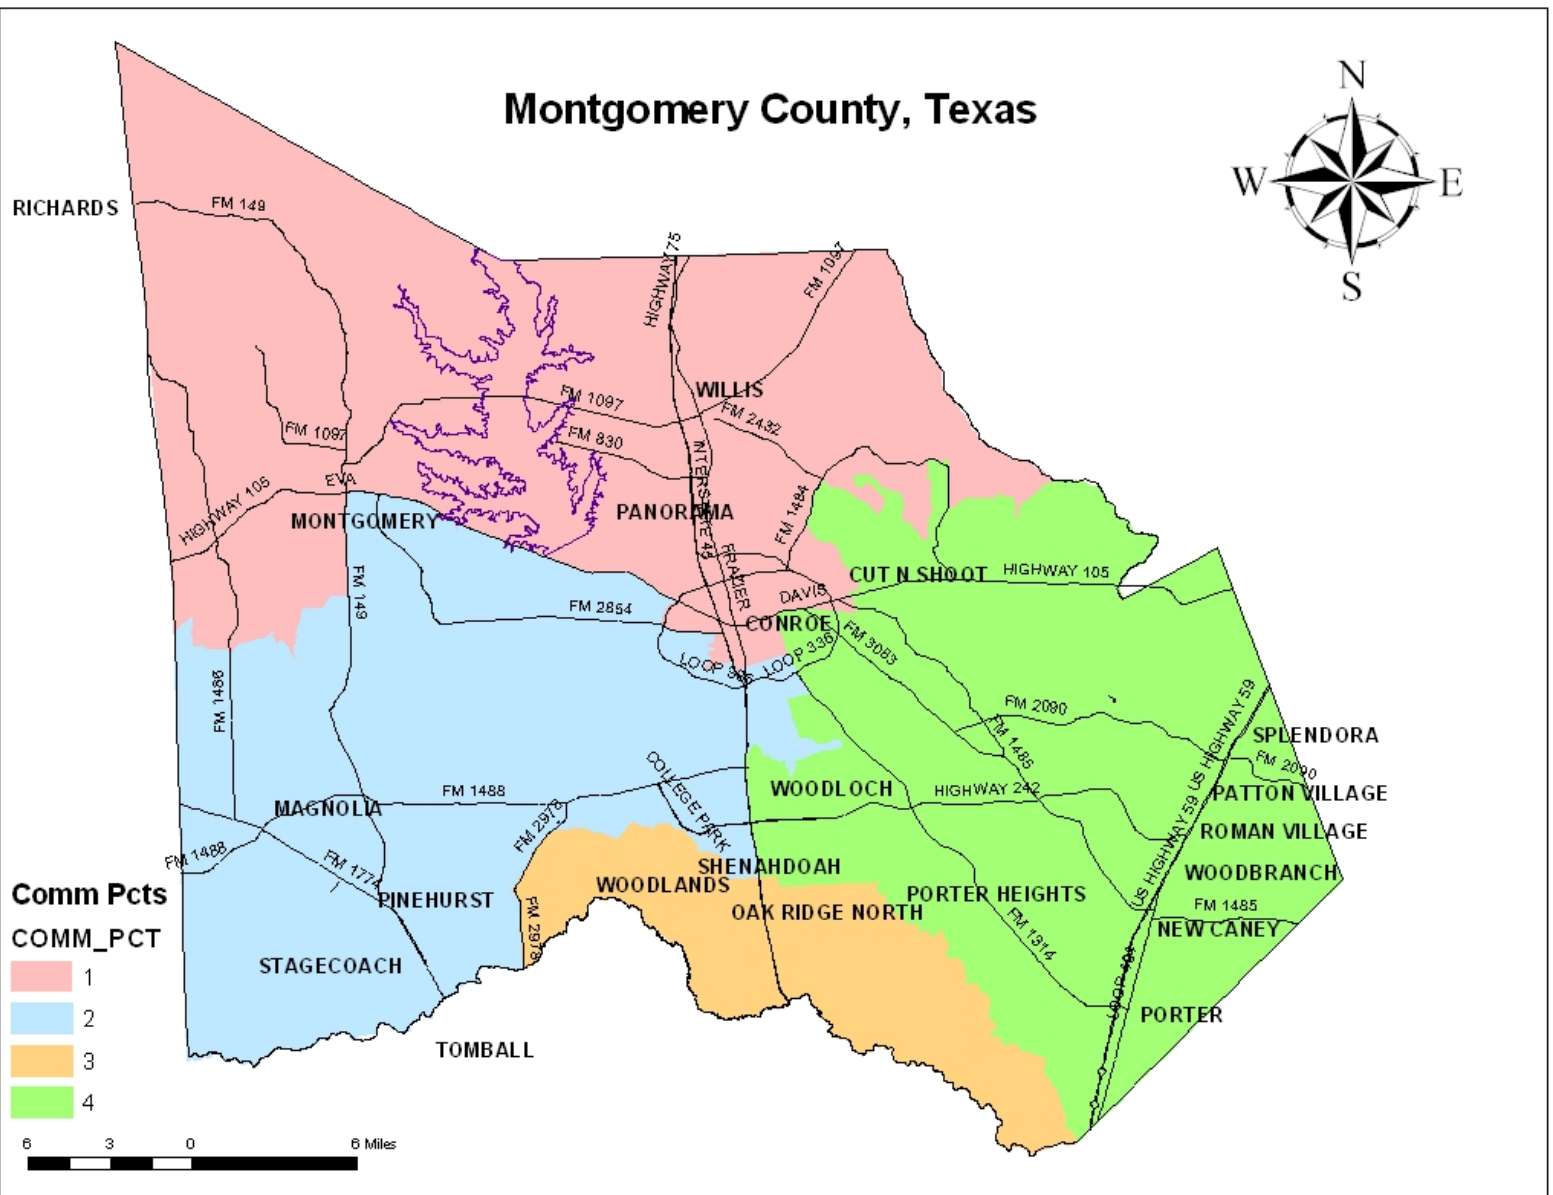 Montgomery County, Texas
N
W
E
S
RICHARDS
FM 149
HIGHWAY 75
FM 1097
WILLIS
FM 1097
FM 2432
FM 1097
FM 830
INTERSTATE 45
EVA
HIGHWAY 105
MONTGOMERY
PANORAMA
FM 1484
FRAZIER
CUT N SHOOT
HIGHWAY 105
DAVIS
FM 149
FM 2854
CONROE
FM 3083
LOOP 336
LOOP 336
FM 1486
FM 2090
FM 1485
US HIGHWAY 59
SPLENDORA
FM 2090
COLLEGE PARK
WOODLOCH
HIGHWAY 242
PATTON VILLAGE
FM 1488
MAGNOLIA
FM 2978
US HIGHWAY 59
ROMAN VILLAGE
FM 1488
FM 1774
SHENAHDOAH
WOODBRANCH
WOODLANDS
PINEHURST
OAK RIDGE NORTH
PORTER HEIGHTS
FM 1485
FM 2978
FM 1314
NEW CANEY
STAGECOACH
LOOP 494
PORTER
TOMBALL
Comm Pcts
COMM_PCT
1
2
3
4
6 3 0 6 Miles